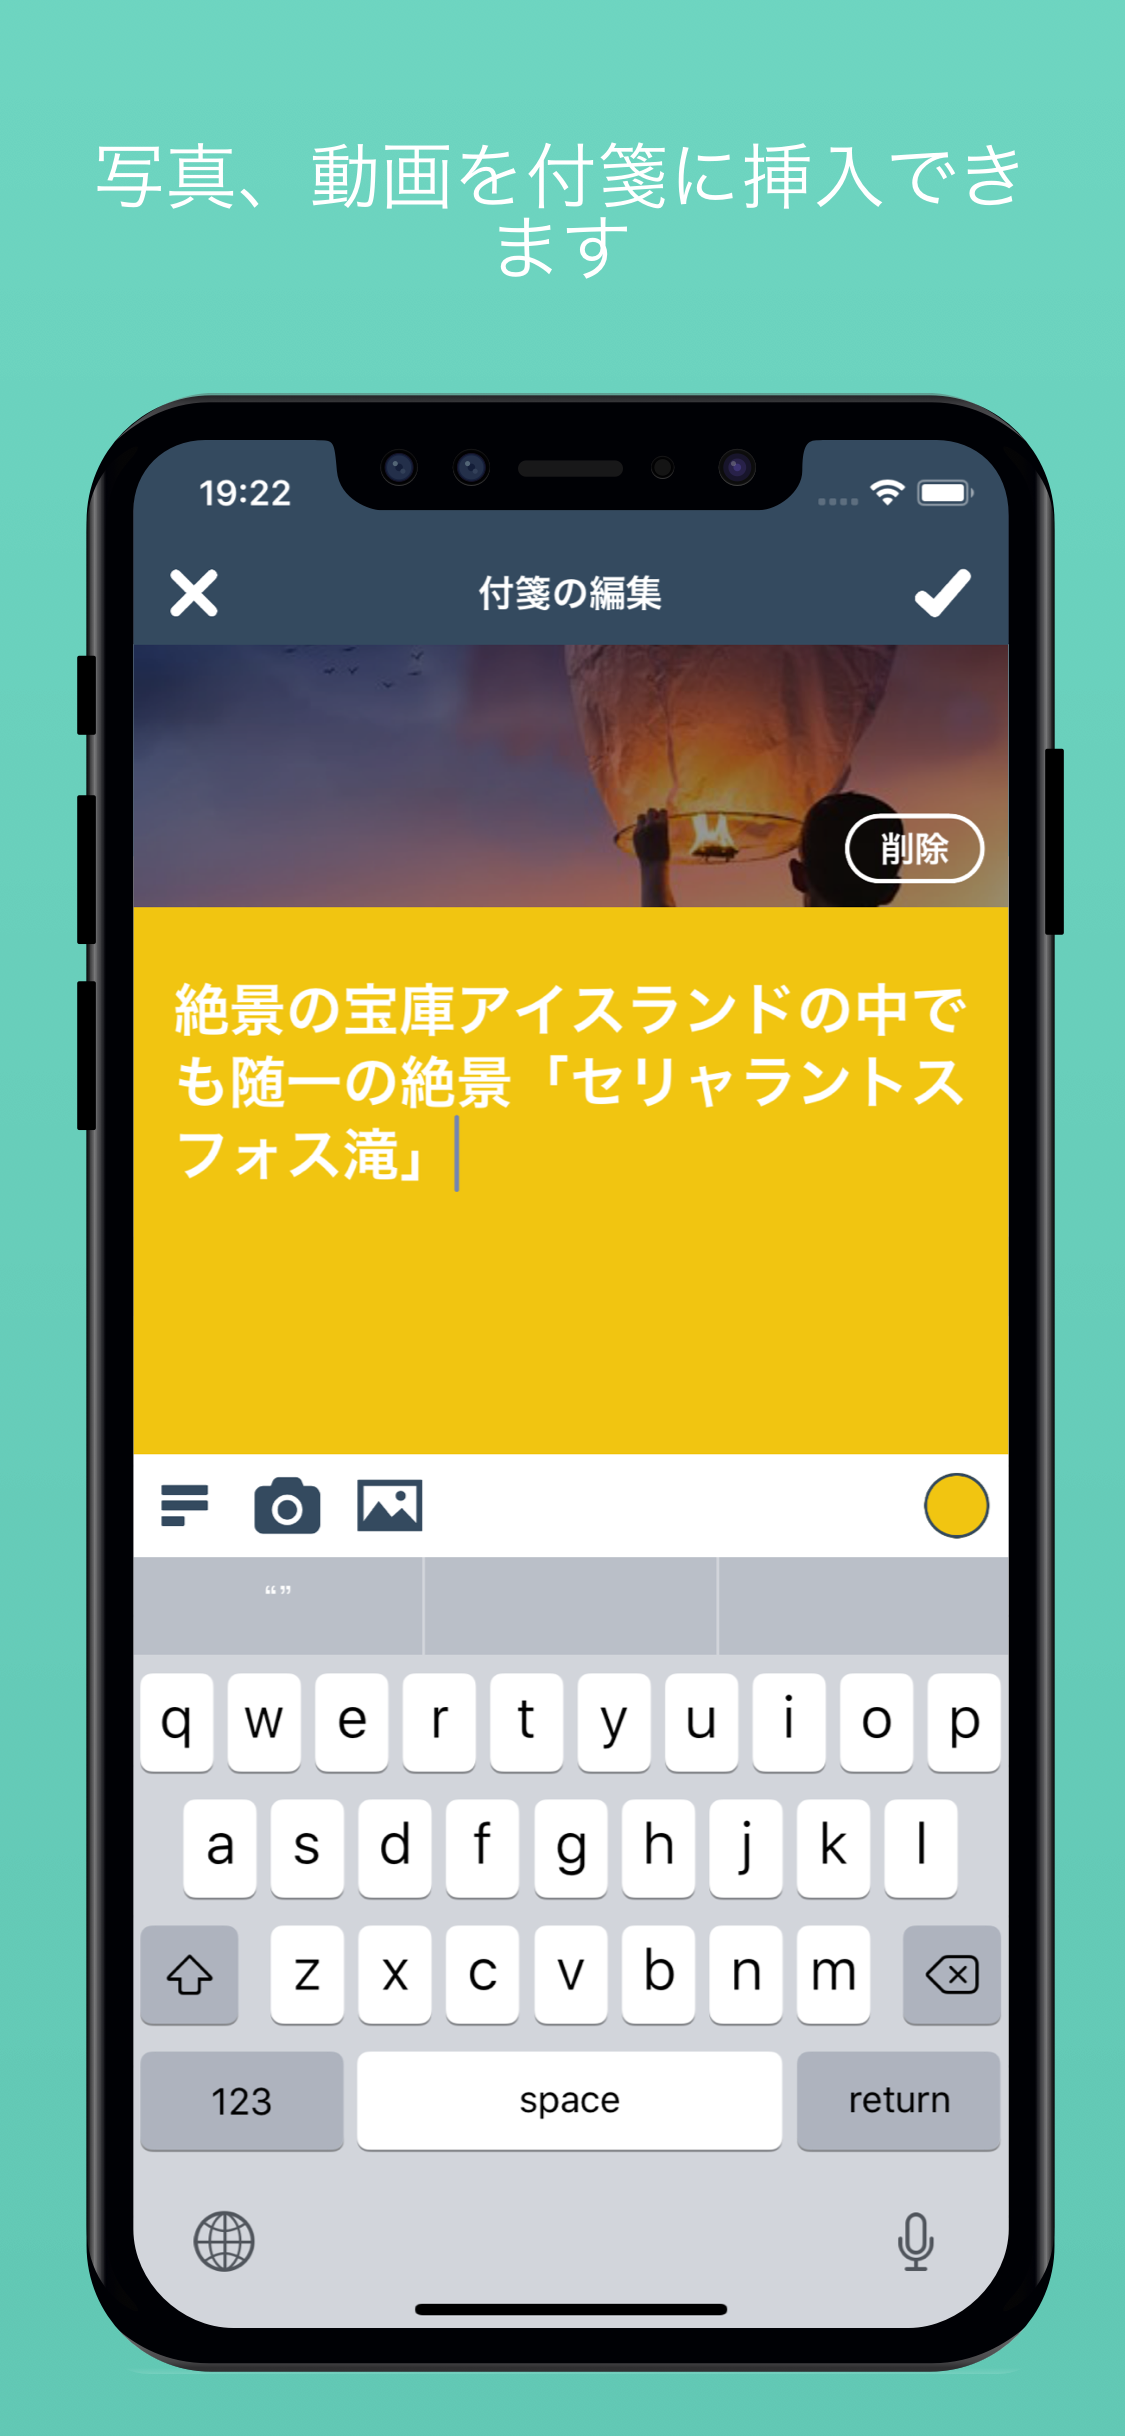 写真、動画を付箋に挿入でき
ます
19:22
付箋の編集
削除
絶景の宝庫アイスランドの中で
も随一の絶景「セリャラントス
フォス滝」
“”
q w e r t y u i o p
a s d f g h j k l
z x c v b n m
123 space return